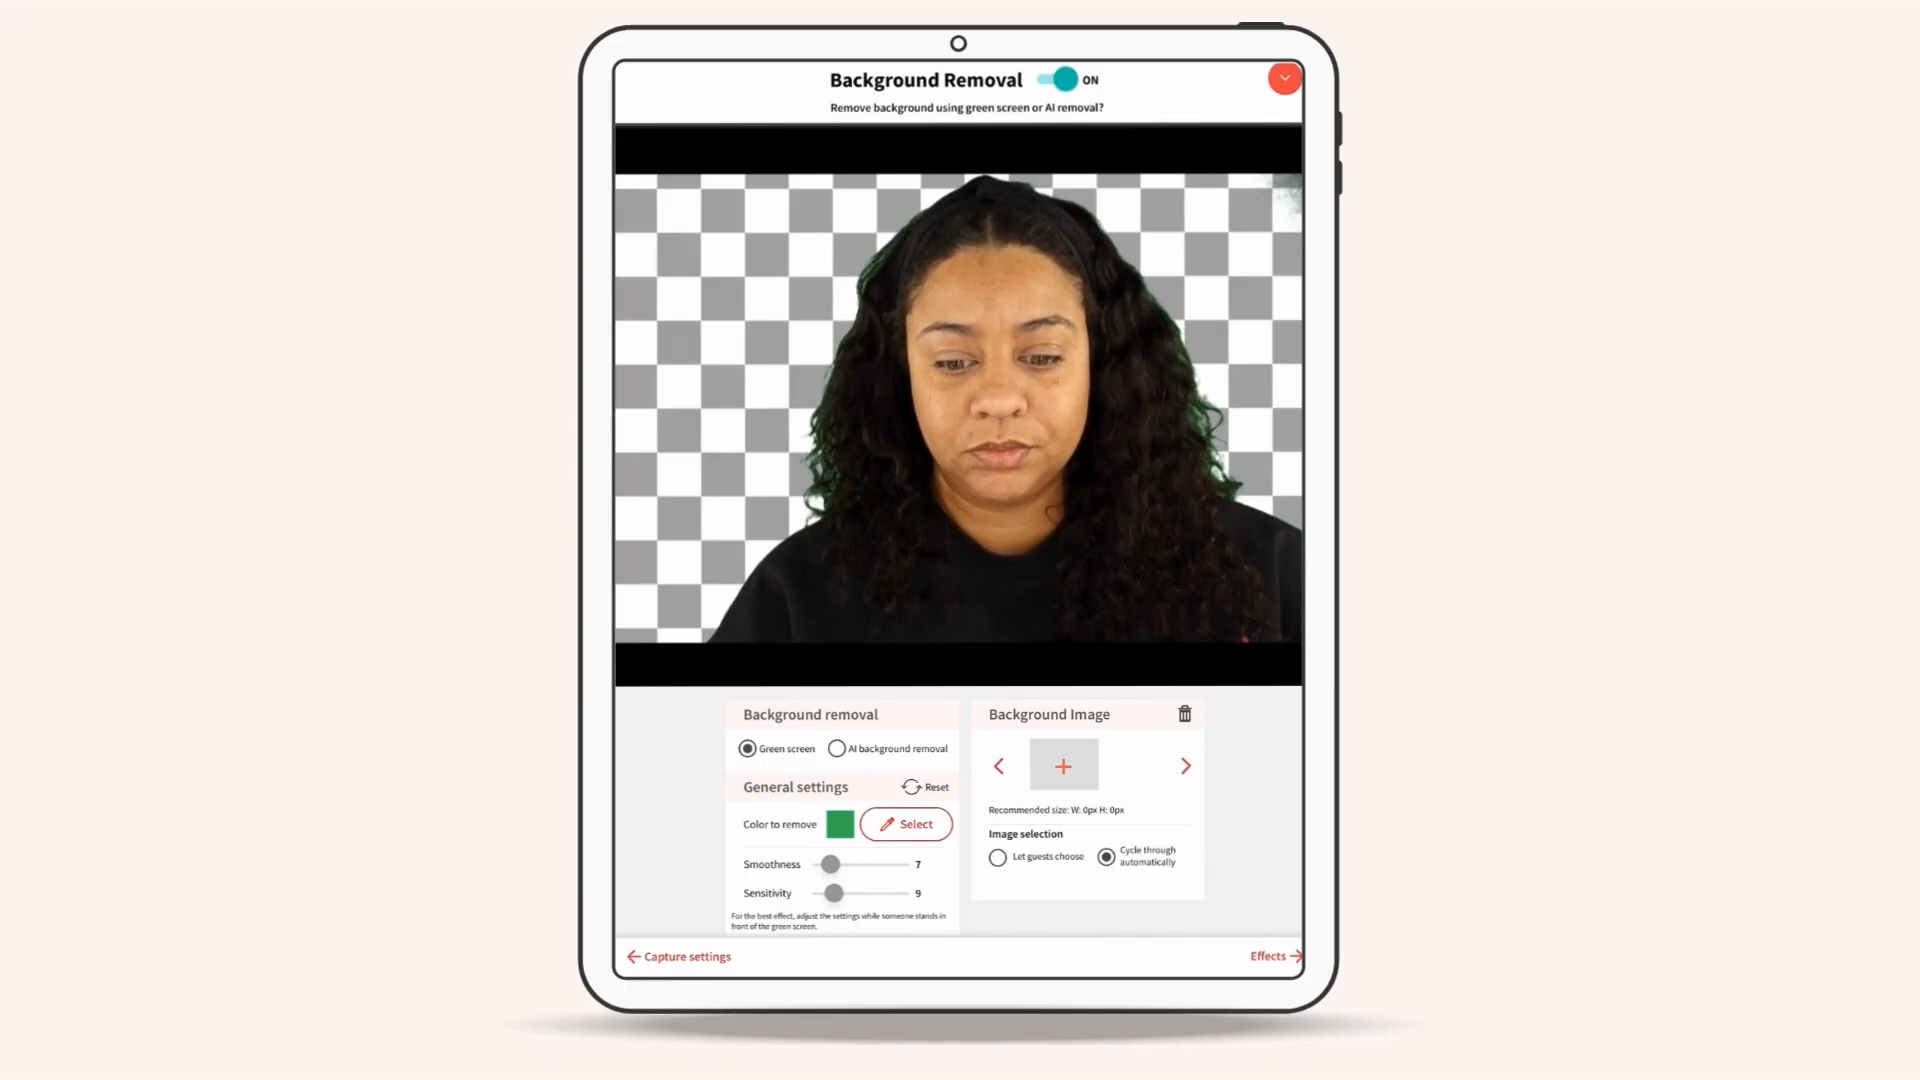 Background Removal ON
Remove background using green screen or AI removal?
Background removal
Green screen AI background removal
General settings Reset
Color to remove Select
Smoothness 7
Sensitivity 9
For the best effect, adjust the settings while someone stands in
front of the green screen.
Background Image
Recommended size: W: 0px H: 0px
Image selection
Let guests choose
Cycle through
automatically
Capture settings
Effects